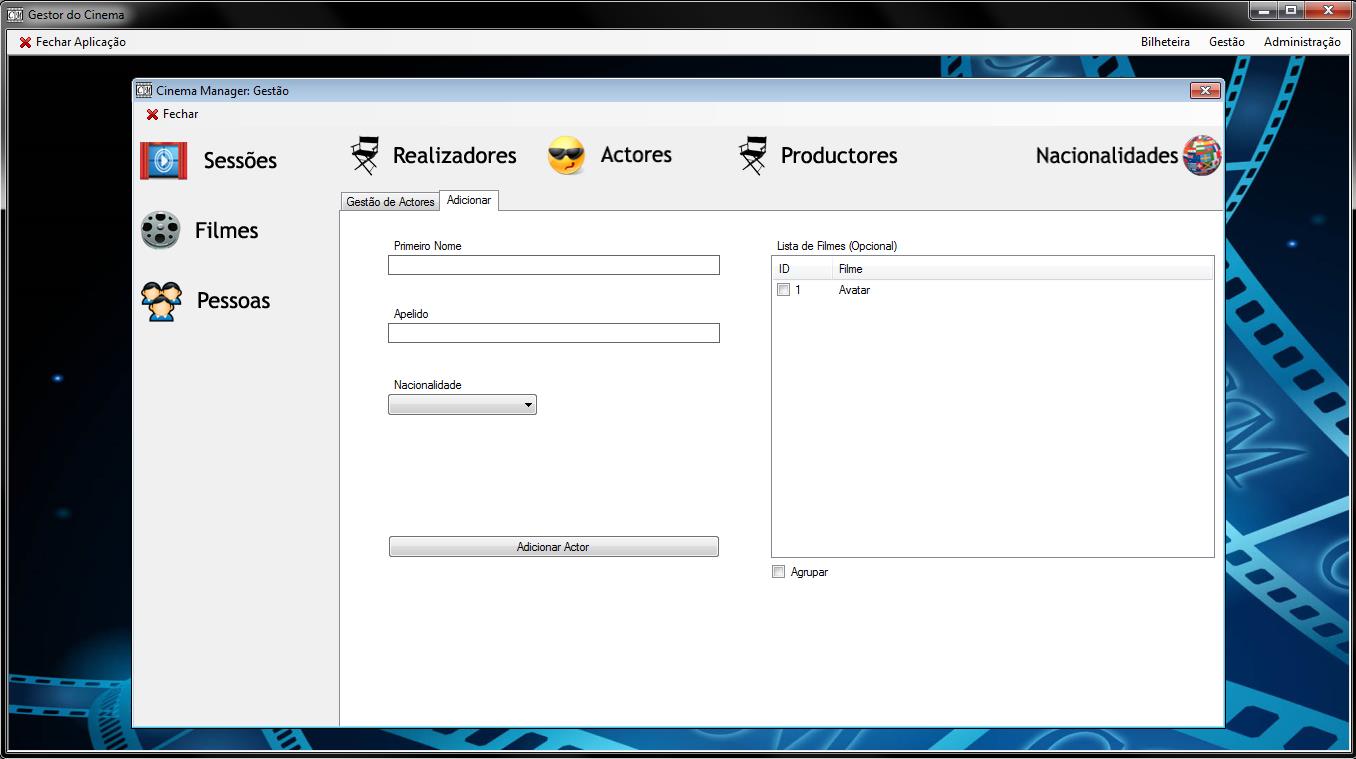 Gestor do Cinema
Fechar Aplicação Bilheteira Gestão Administração
Cinema Manager: Gestão
Fechar
Sessões Realizadores Actores Productores Nacionalidades
Gestão de Actores Adicionar
Filmes
Pessoas
Primeiro Nome
Apelido
Nacionalidade
Adicionar Actor
Lista de Filmes (Opcional)
ID Filme
1 Avatar
Agrupar